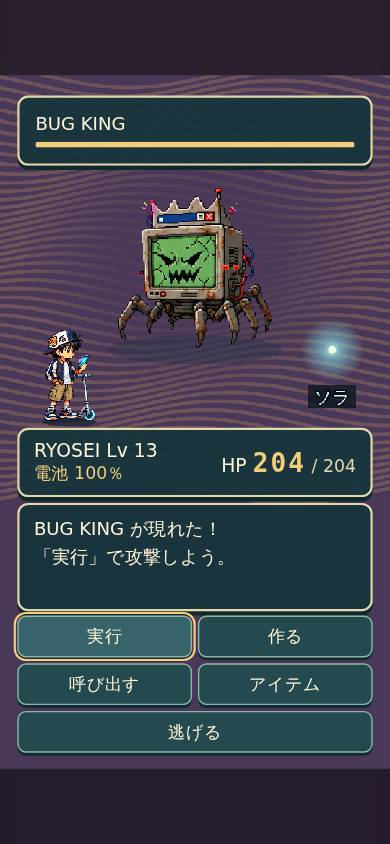 BUG KING
ソラ
RYOSEI Lv 13
電池 100％
HP 204 / 204
BUG KING が現れた！
「実行」で攻撃しよう。
実行
作る
呼び出す
アイテム
逃げる